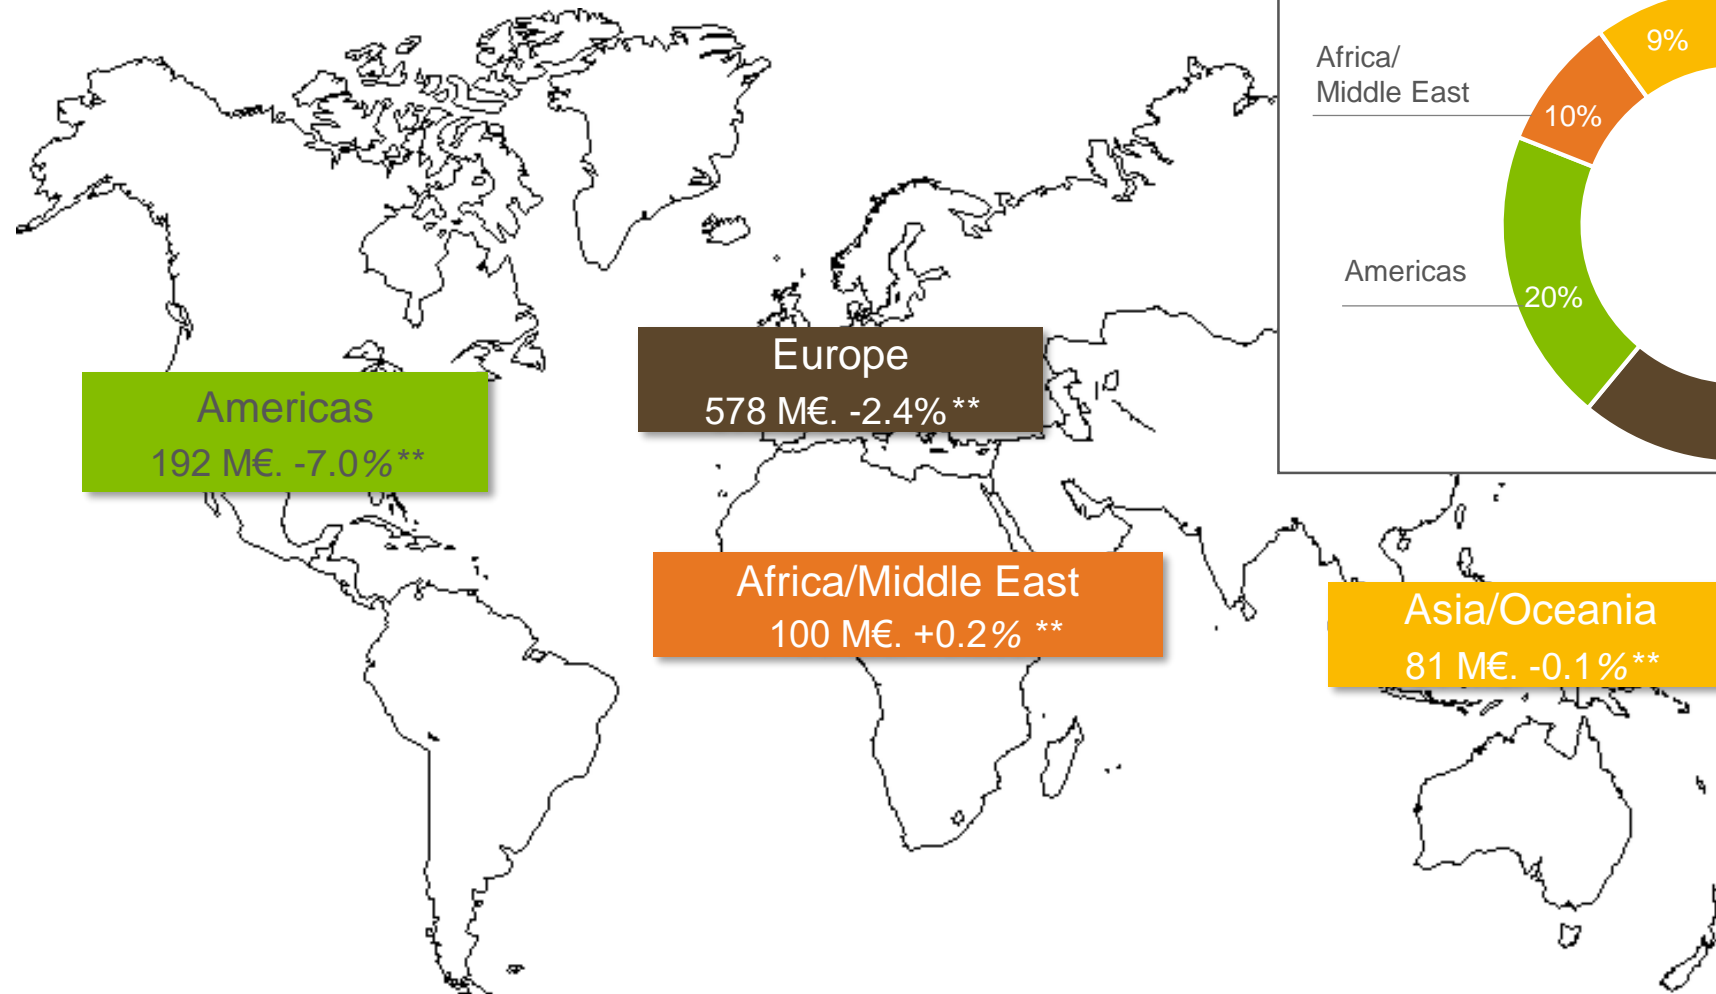 9%
Africa/
Middle East
10%
Americas
20%
Europe
578 M€. -2.4% **
Americas
192 M€. -7.0%**
Africa/Middle East
100 M€. +0.2% **
Asia/Oceania
81 M€. -0.1%**